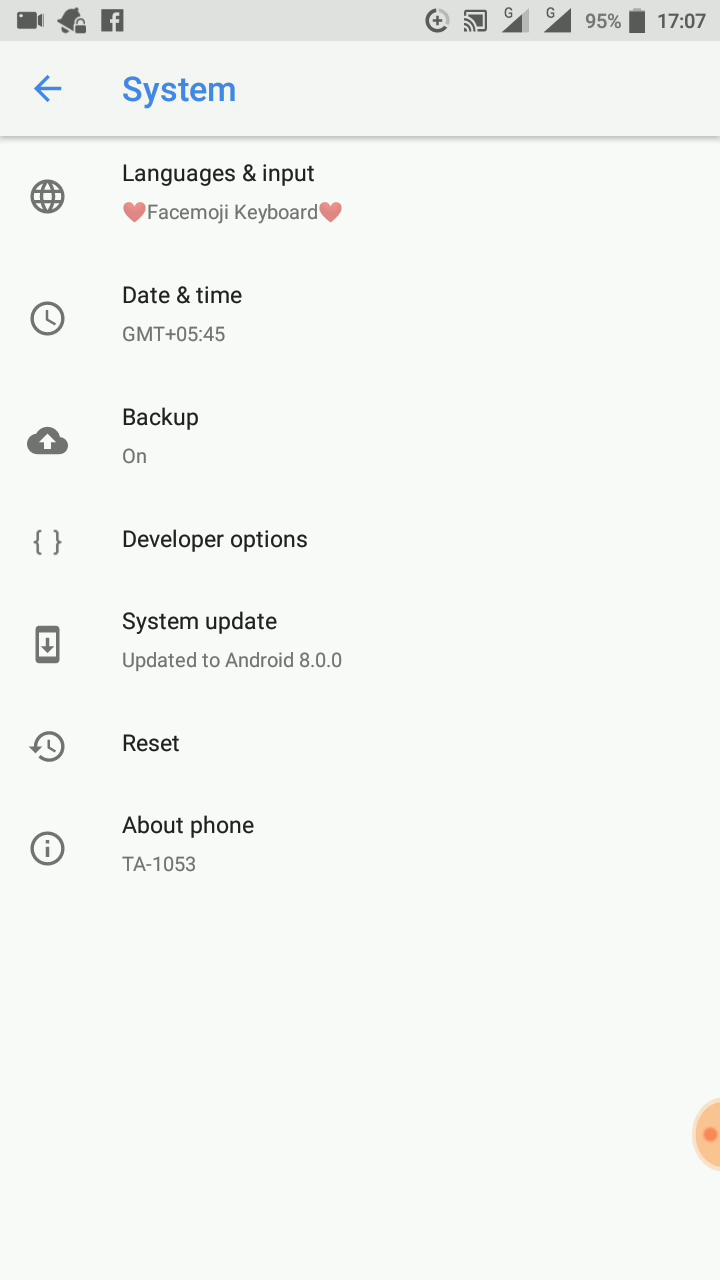 G G 95% 17:07
System
Languages & input
❤Facemoji Keyboard❤
Date & time
GMT+05:45
Backup
On
{ } Developer options
System update
Updated to Android 8.0.0
Reset
About phone
TA-1053